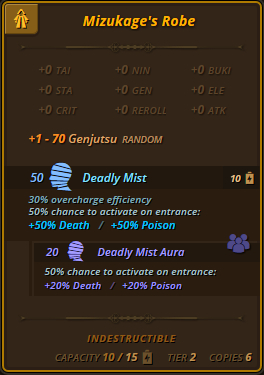 Mizukage's Robe
+0 TAI +0 NIN +0 BUKI
+0 STA +0 GEN +0 ELE
+0 CRIT +0 REROLL +0 ATK
+1 - 70 Genjutsu RANDOM
50 Deadly Mist 10
30% overcharge efficiency
50% chance to activate on entrance:
+50% Death / +50% Poison
20 Deadly Mist Aura
50% chance to activate on entrance:
+20% Death / +20% Poison
INDESTRUCTIBLE
CAPACITY 10 / 15 TIER 2 COPIES 6